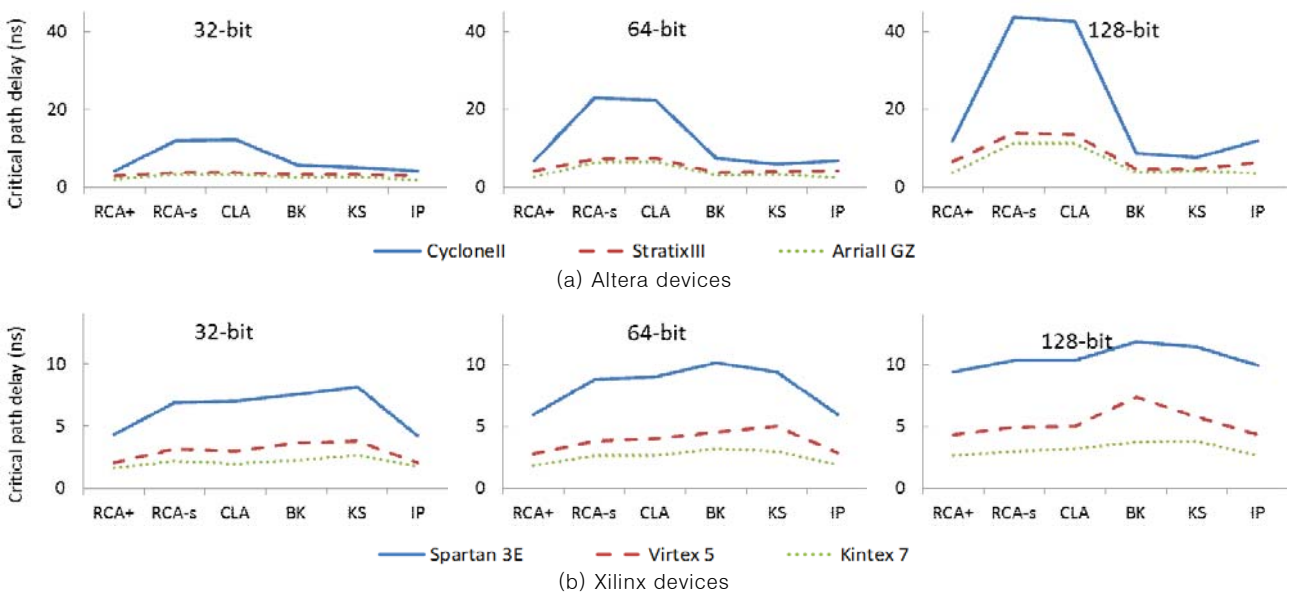 Critical path delay (ns)
40
20
0
32-bit
RCA+ RCA-s CLA BK KS IP
40
20
0
64-bit
RCA+ RCA-s CLA BK KS IP
40
20
0
128-bit
RCA+ RCA-s CLA BK KS IP
CycloneII StratixIII ArriaII GZ
(a) Altera devices
Critical path delay (ns)
10
5
0
32-bit
RCA+ RCA-s CLA BK KS IP
10
5
0
64-bit
RCA+ RCA-s CLA BK KS IP
10
5
0
128-bit
RCA+ RCA-s CLA BK KS IP
Spartan 3E Virtex 5 Kintex 7
(b) Xilinx devices